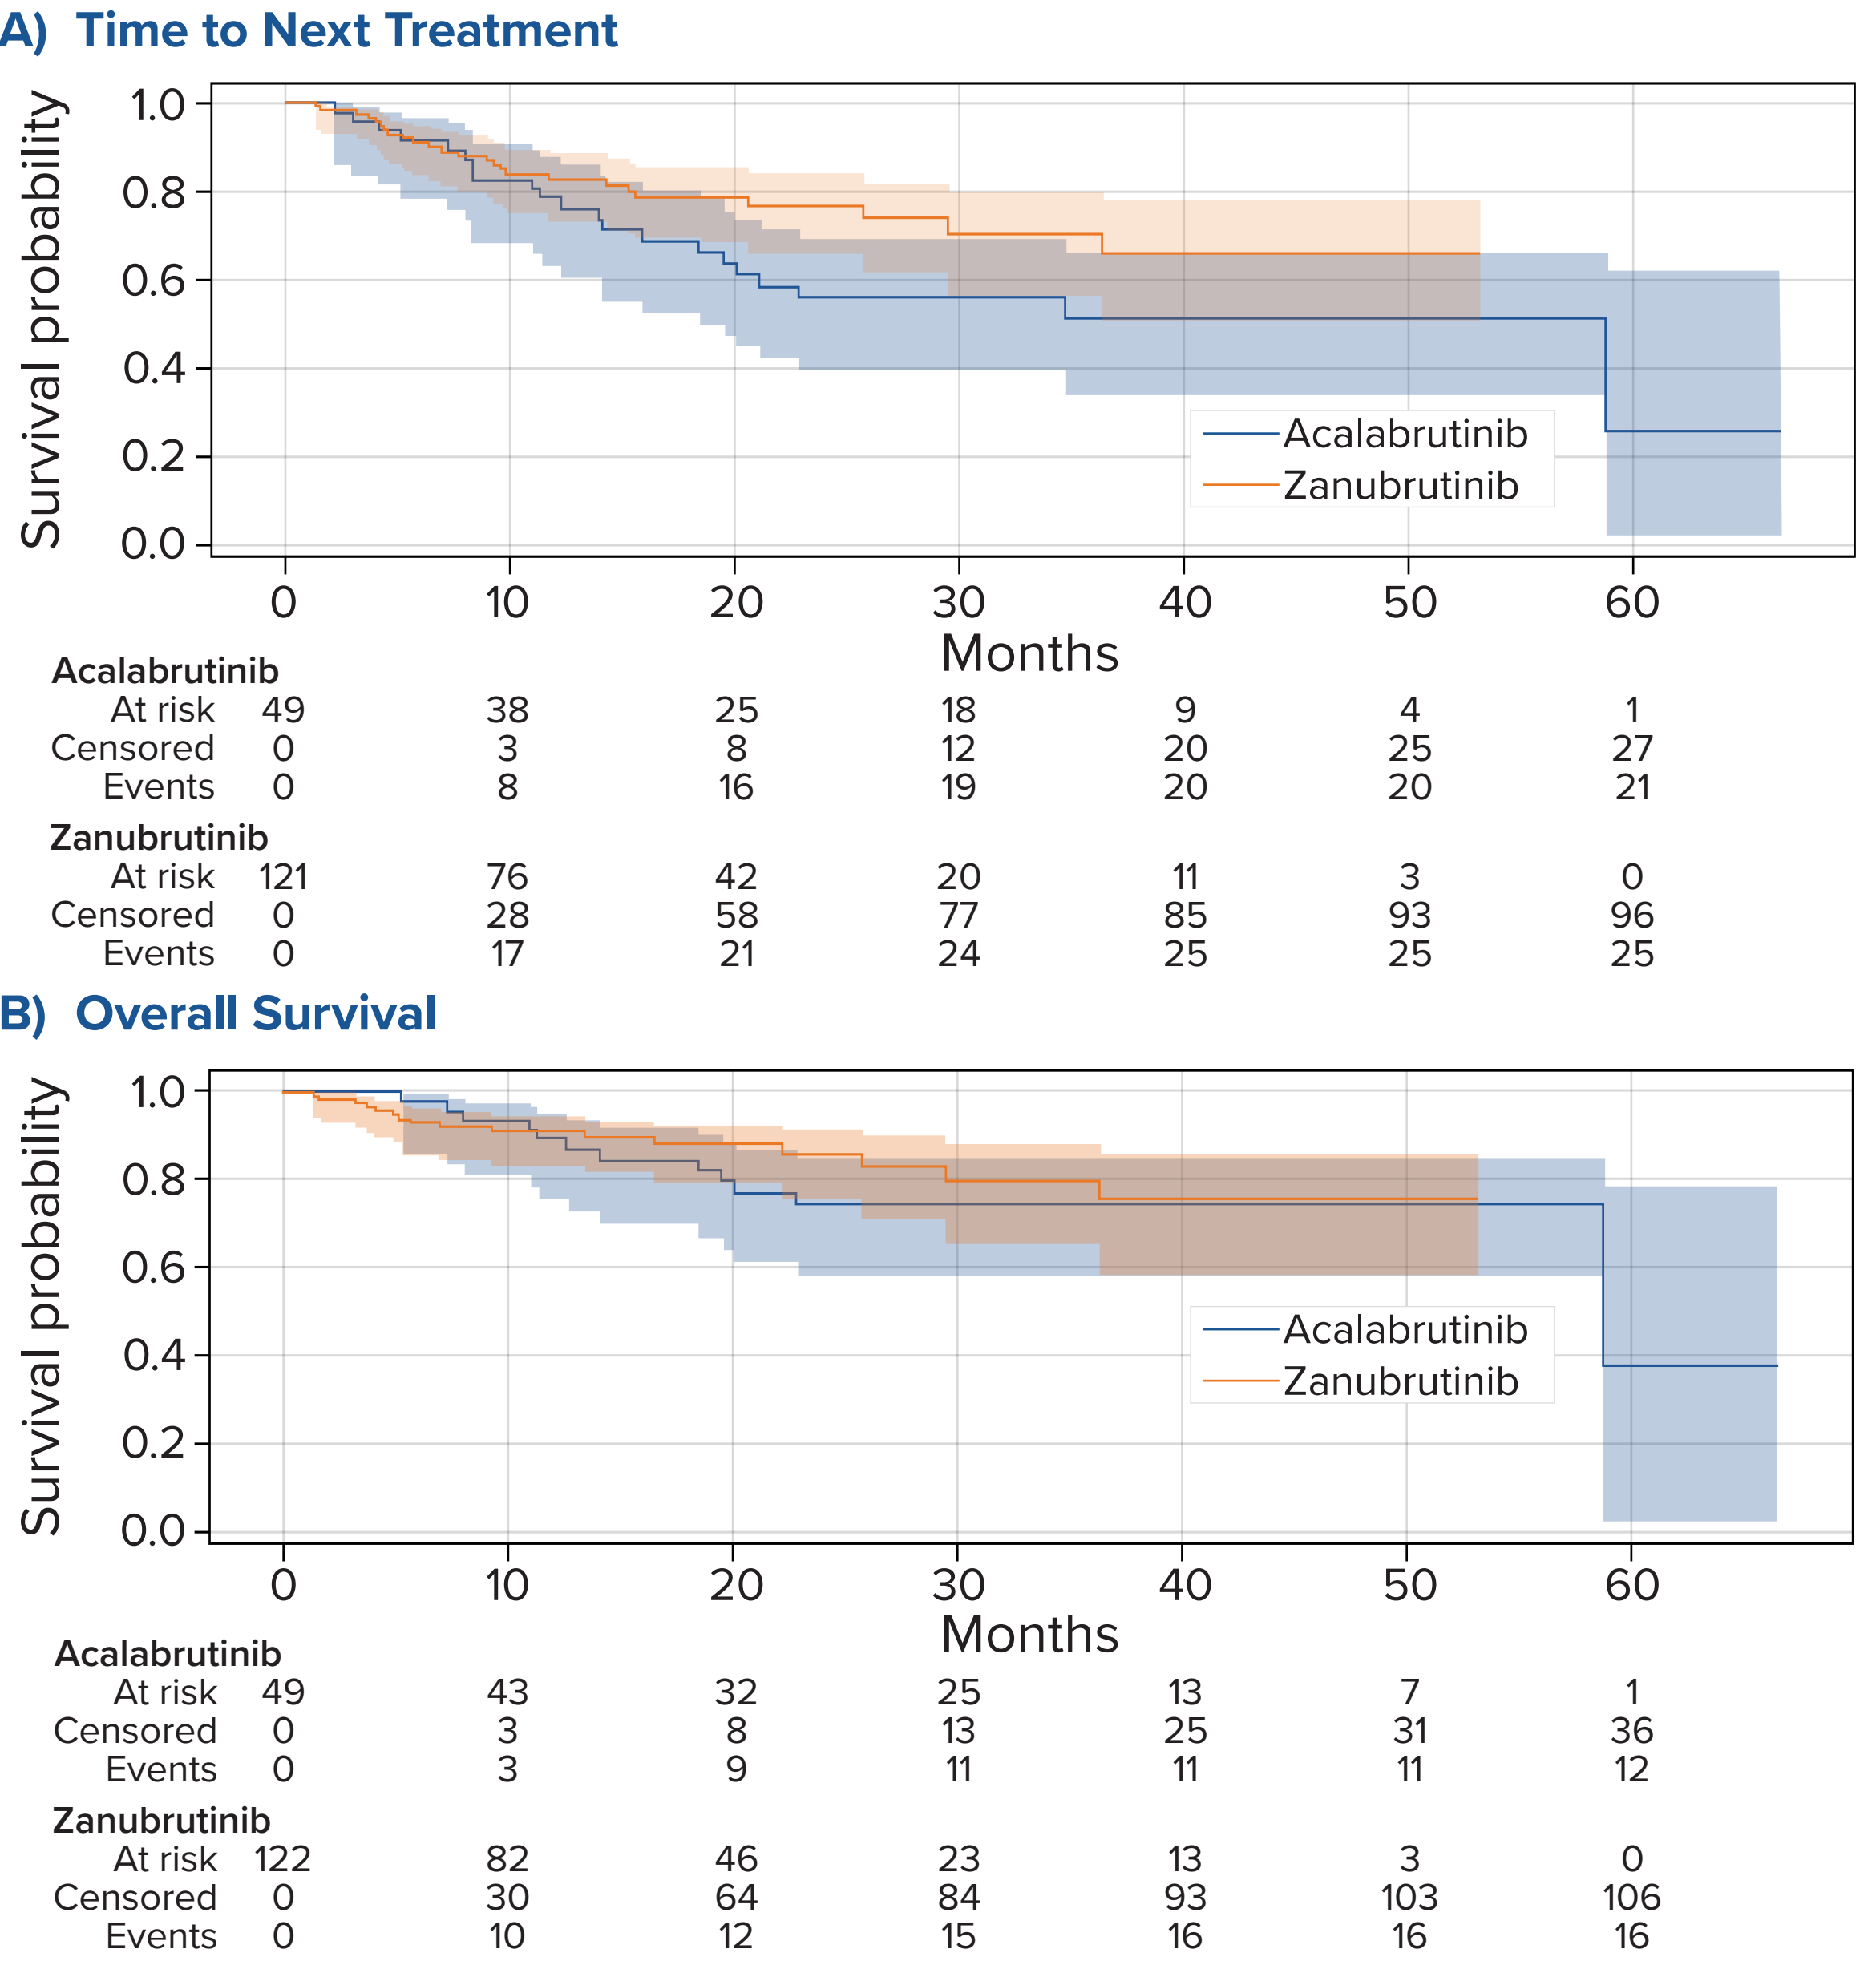 A) Time to Next Treatment
Survival probability
1.0
0.8
0.6
0.4
0.2
0.0
Acalabrutinib
Zanubrutinib
0 10 20 30 40 50 60
Months
Acalabrutinib
At risk 49 38 25 18 9 4 1
Censored 0 3 8 12 20 25 27
Events 0 8 16 19 20 20 21
Zanubrutinib
At risk 121 76 42 20 11 3 0
Censored 0 28 58 77 85 93 96
Events 0 17 21 24 25 25 25
B) Overall Survival
Survival probability
1.0
0.8
0.6
0.4
0.2
0.0
Acalabrutinib
Zanubrutinib
0 10 20 30 40 50 60
Months
Acalabrutinib
At risk 49 43 32 25 13 7 1
Censored 0 3 8 13 25 31 36
Events 0 3 9 11 11 11 12
Zanubrutinib
At risk 122 82 46 23 13 3 0
Censored 0 30 64 84 93 103 106
Events 0 10 12 15 16 16 16